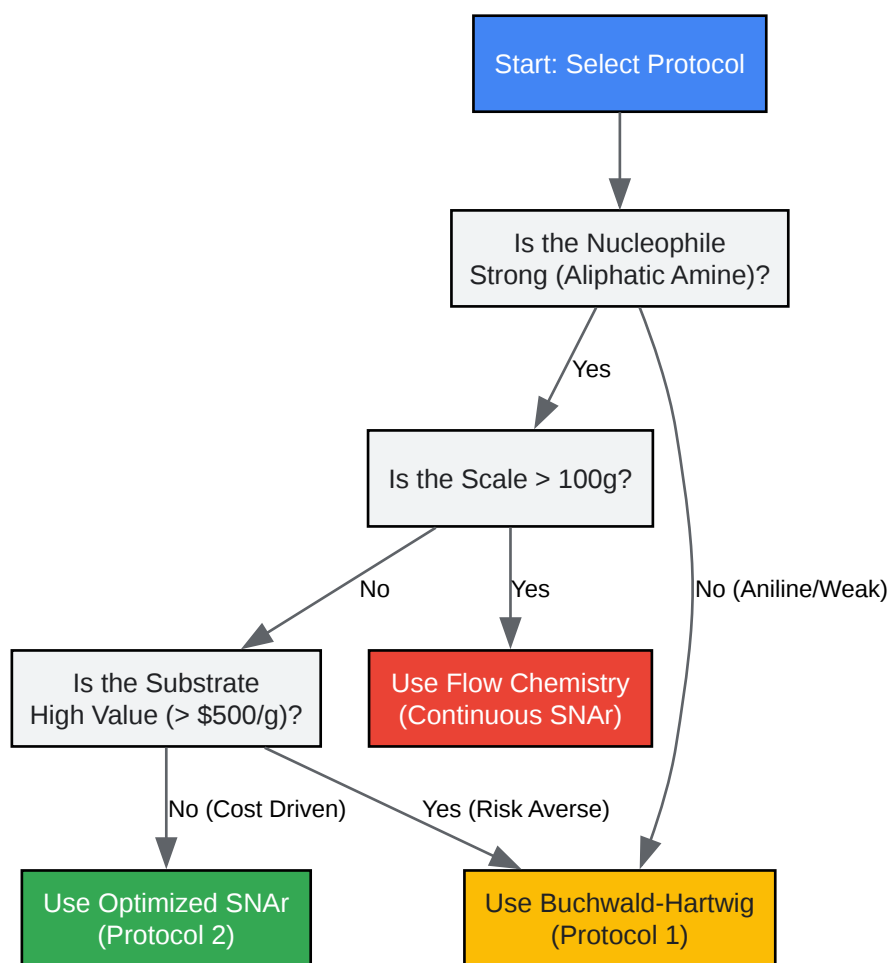 Start: Select Protocol
Is the Nucleophile
Strong (Aliphatic Amine)?
Yes
Is the Scale > 100g?
No
Yes
No (Aniline/Weak)
Is the Substrate
High Value (> $500/g)?
Use Flow Chemistry
(Continuous SNAr)
No (Cost Driven)
Yes (Risk Averse)
Use Optimized SNAr
(Protocol 2)
Use Buchwald-Hartwig
(Protocol 1)